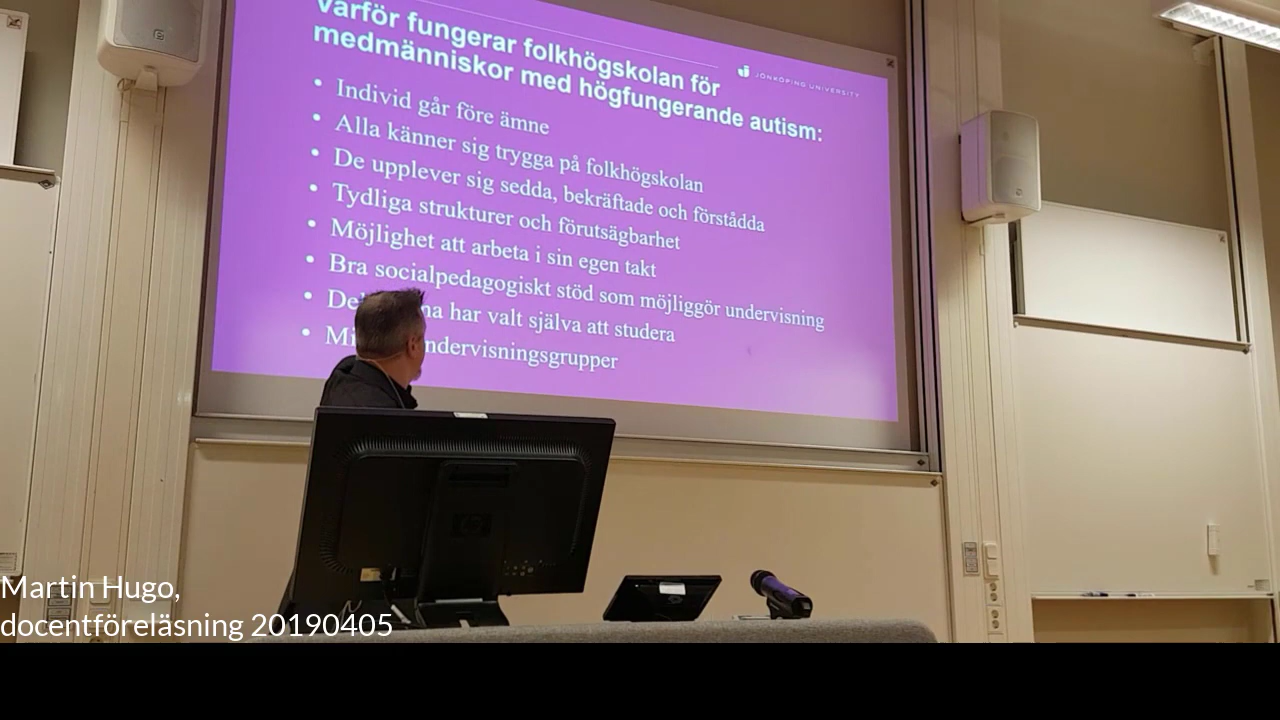 Varför fungerar folkhögskolan för
medmänniskor med högfungerande autism:
JÖNKÖPING UNIVERSITY
• Individ går före ämne
• Alla känner sig trygga på folkhögskolan
• De upplever sig sedda, bekräftade och förstådda
• Tydliga strukturer och förutsägbarhet
• Möjlighet att arbeta i sin egen takt
• Bra socialpedagogiskt stöd som möjliggör undervisning
• har valt själva att studera
•
Martin Hugo,
docentföreläsning 20190405